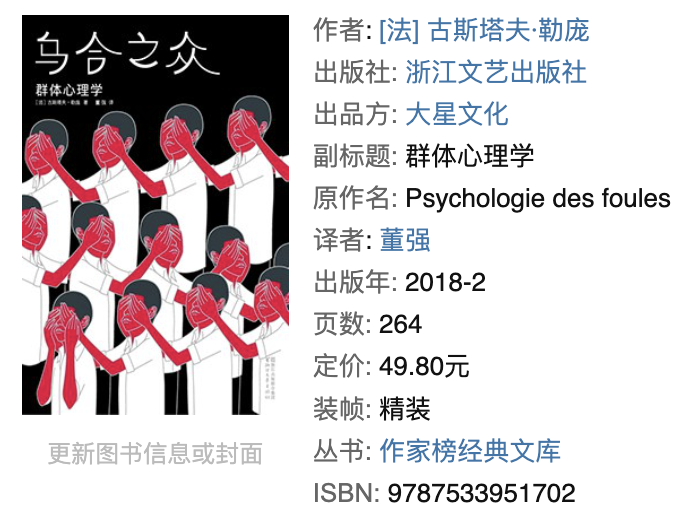 乌合之众
群体心理学
[法] 古斯塔夫·勒庞 著 董强 译
更新图书信息或封面
作者: [法] 古斯塔夫·勒庞
出版社: 浙江文艺出版社
出品方: 大星文化
副标题: 群体心理学
原作名: Psychologie des foules
译者: 董强
出版年: 2018-2
页数: 264
定价: 49.80元
装帧: 精装
丛书: 作家榜经典文库
ISBN: 9787533951702